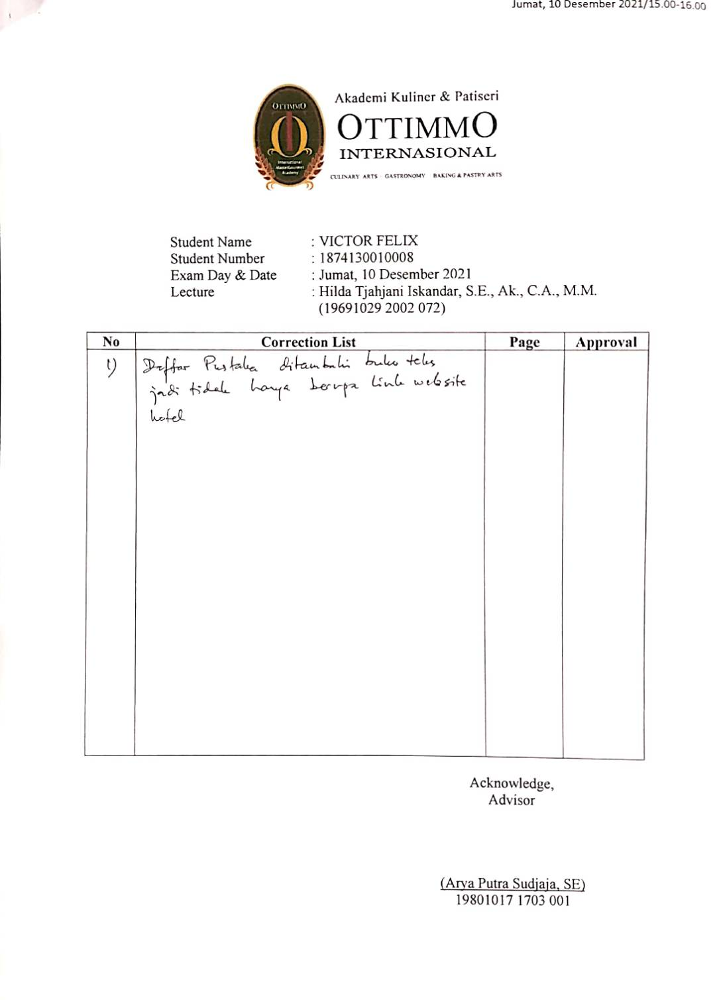 Jumat, 10 Desember 2021/15.00-16.00
OTTIMMO
International
MasterGourmet
Academy
Akademi Kuliner & Patiseri
OTTIMMO
INTERNASIONAL
CULINARY ARTS GASTRONOMY BAKING & PASTRY ARTS
Student Name : VICTOR FELIX
Student Number : 1874130010008
Exam Day & Date : Jumat, 10 Desember 2021
Lecture : Hilda Tjahjani Iskandar, S.E., Ak., C.A., M.M.
(19691029 2002 072)
No Correction List Page Approval
1) Daftar Pustaka ditambahi buku teks
jadi tidak hanya berupa link website
hotel
Acknowledge,
Advisor
(Arya Putra Sudjaja, SE)
19801017 1703 001